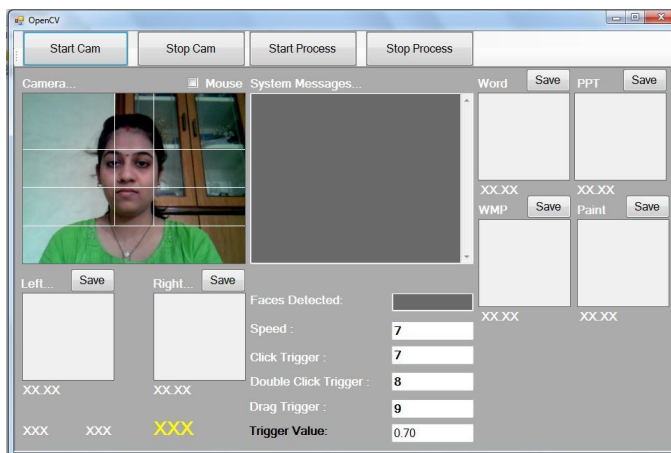 OpenCV
Start Cam Stop Cam Start Process Stop Process
Camera... Mouse System Messages... Word Save PPT Save
XX.XX XX.XX
WMP Save Paint Save
Left... Save Right... Save
Faces Detected:
XX.XX XX.XX
Speed : 7
Click Trigger : 7
Double Click Trigger : 8
XX.XX XX.XX
Drag Trigger : 9
XXX XXX XXX Trigger Value: 0.70